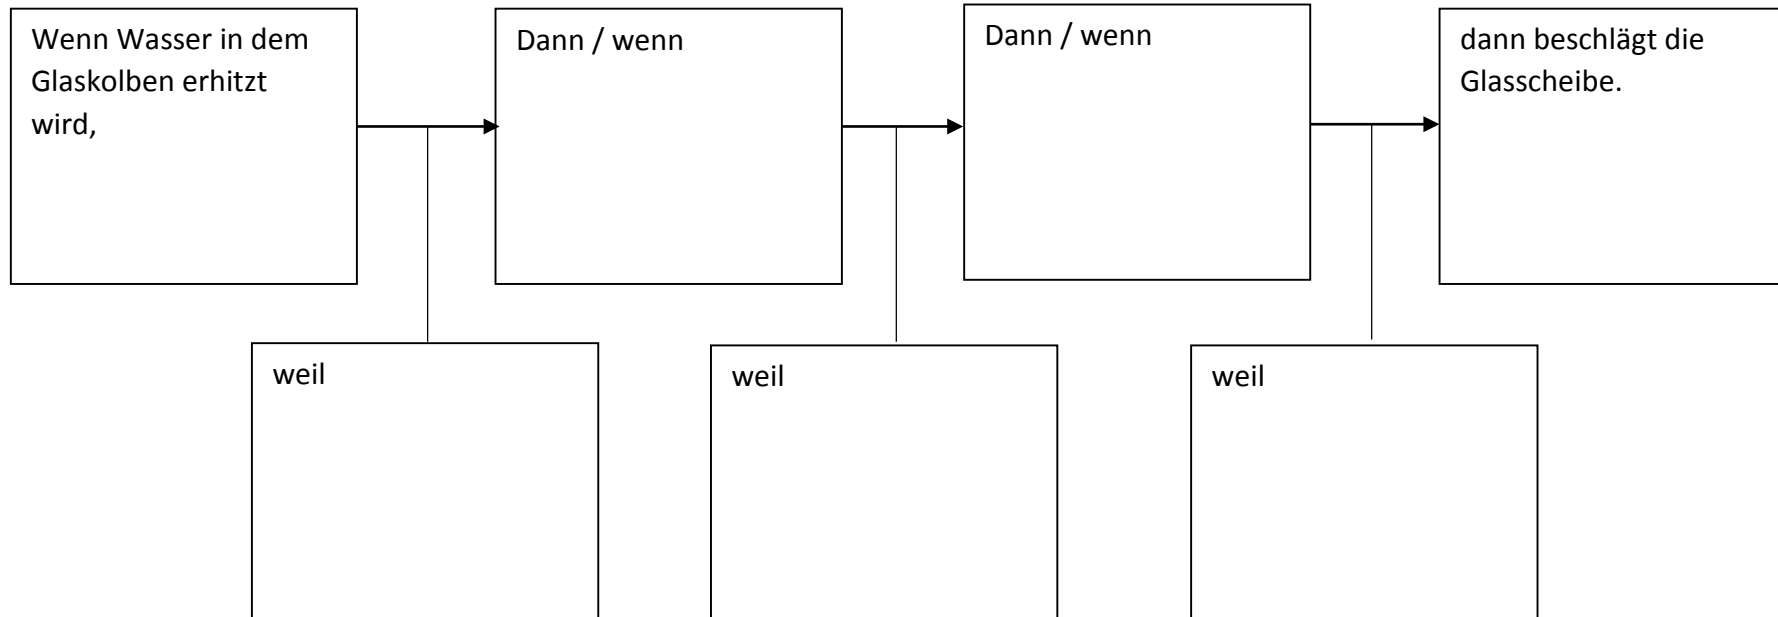 Wenn Wasser in dem
Glaskolben erhitzt
wird,
Dann / wenn
Dann / wenn
dann beschlägt die
Glasscheibe.
weil
weil
weil